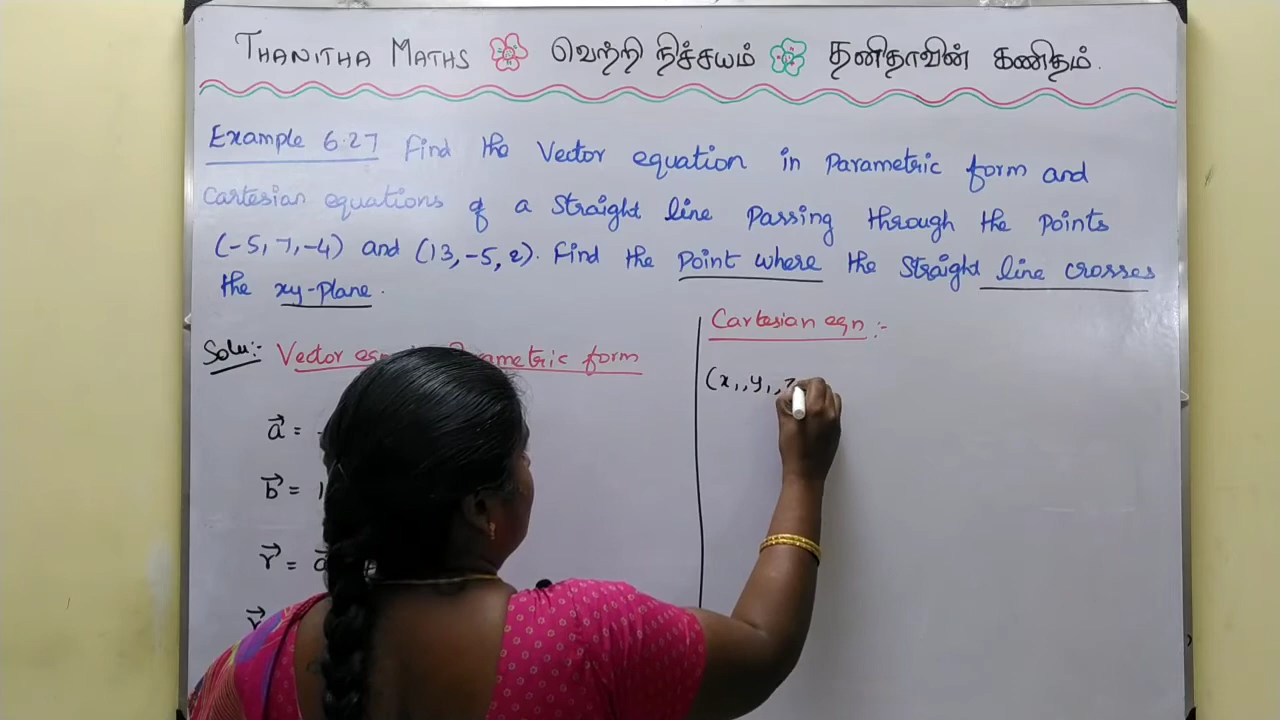 THANITHA MATHS வெற்றி நிச்சயம் தனிதாவின் கணிதம்.
Example 6.27 Find the Vector equation in Parametric form and
Cartesian equations of a Straight line Passing through the Points
(-5, 7, -4) and (13, -5, 2). Find the Point where the Straight line crosses
the xy-Plane.
Solu:- Vector eqn Parametric form
a⃗ = -
b⃗ = 1
r⃗ = a⃗
r⃗
Cartesian eqn :-
(x₁, y₁, z